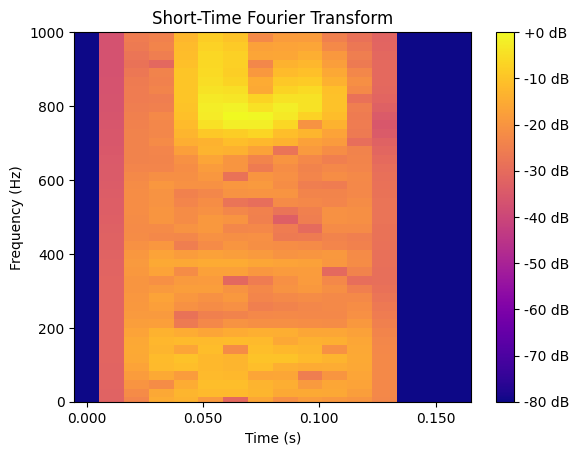 Short-Time Fourier Transform
1000
800
600
400
200
0
Frequency (Hz)
0.000
0.050
0.100
0.150
Time (s)
+0 dB
-10 dB
-20 dB
-30 dB
-40 dB
-50 dB
-60 dB
-70 dB
-80 dB